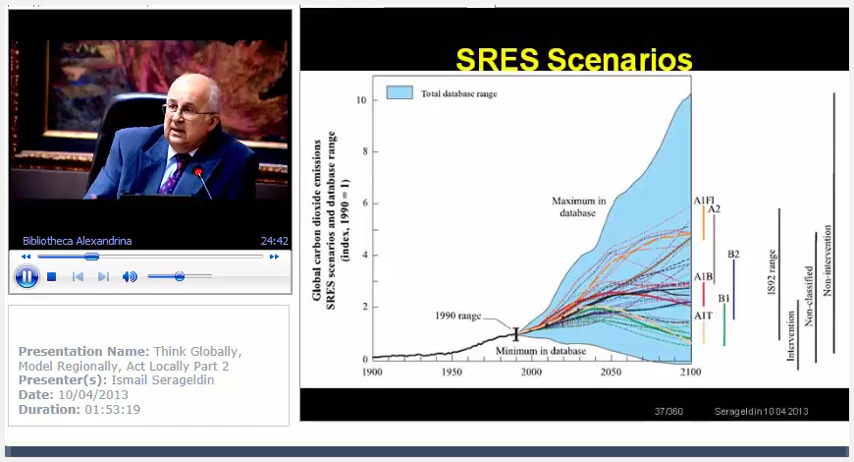 Bibliotheca Alexandrina
24:42
Presentation Name: Think Globally,
Model Regionally, Act Locally Part 2
Presenter(s): Ismail Serageldin
Date: 10/04/2013
Duration: 01:53:19
SRES Scenarios
Total database range
Global carbon dioxide emissions
SRES scenarios and database range
(index, 1990 = 1)
10
8
6
4
2
0
Maximum in
database
1990 range
Minimum in database
1900
1950
2000
2050
2100
A1FI
A2
B2
A1B
B1
A1T
IS92 range
Intervention
Non-classified
Non-intervention
37/360
Serageldin 10 04 2013